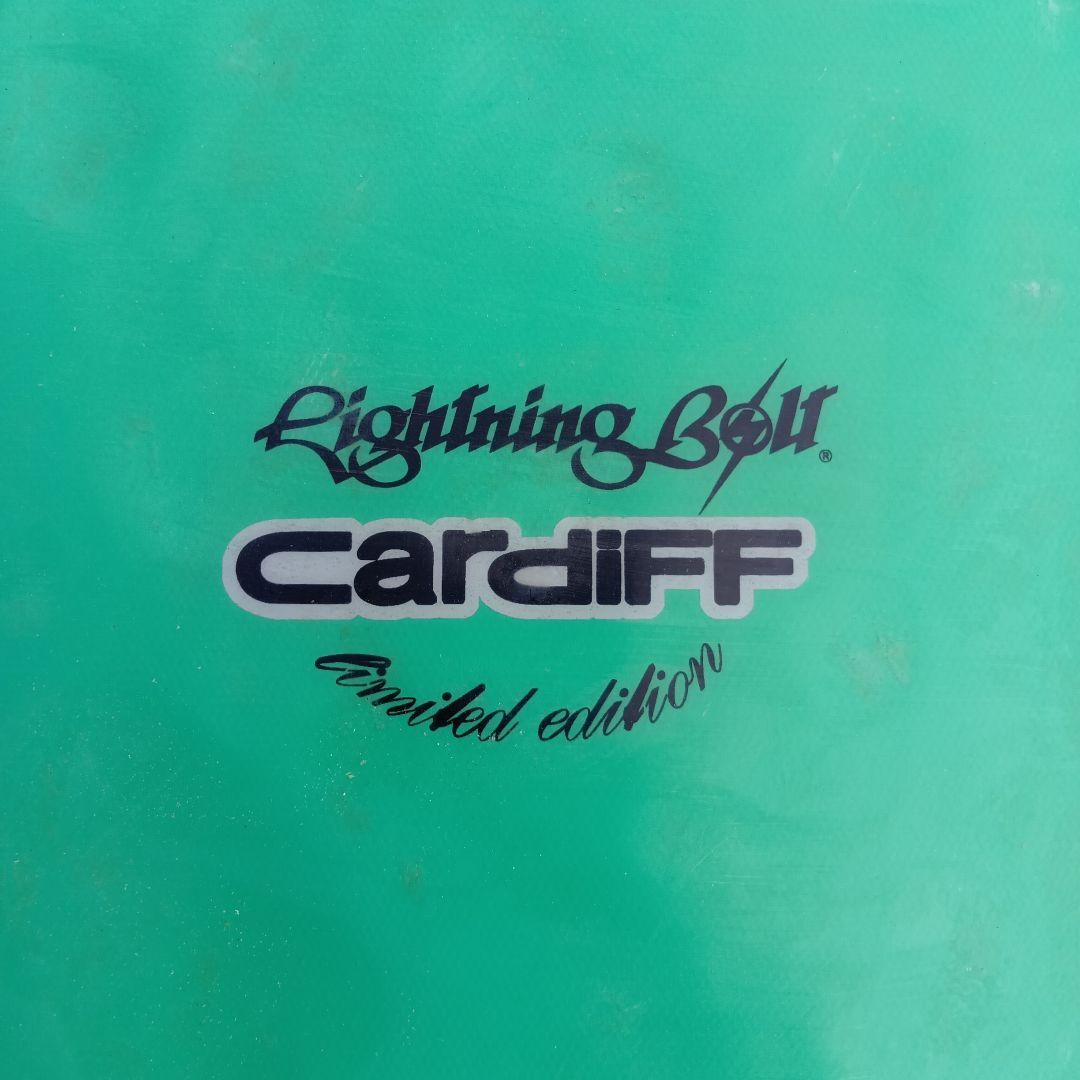 Lightning Bolt ®
cardiFF
limited edition